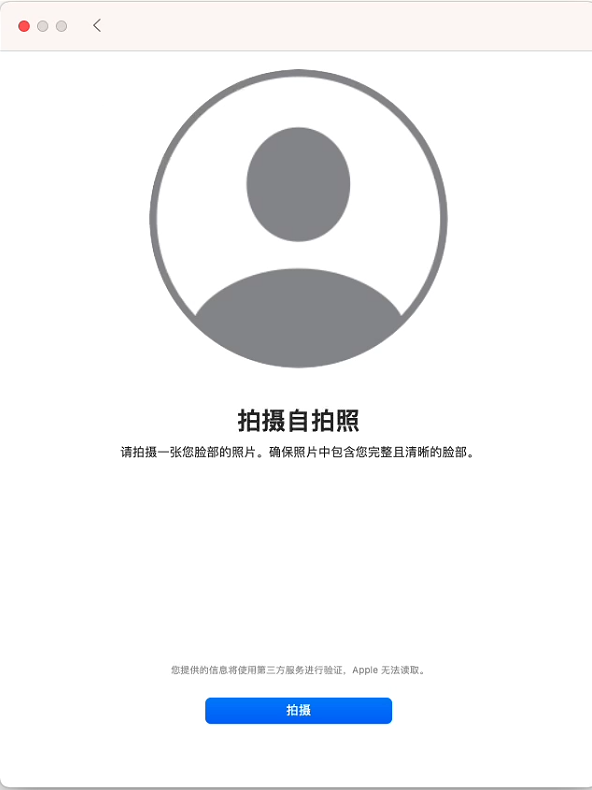 拍摄自拍照
请拍摄一张您脸部的照片。确保照片中包含您完整且清晰的脸部。
您提供的信息将使用第三方服务进行验证，Apple 无法读取。
拍摄